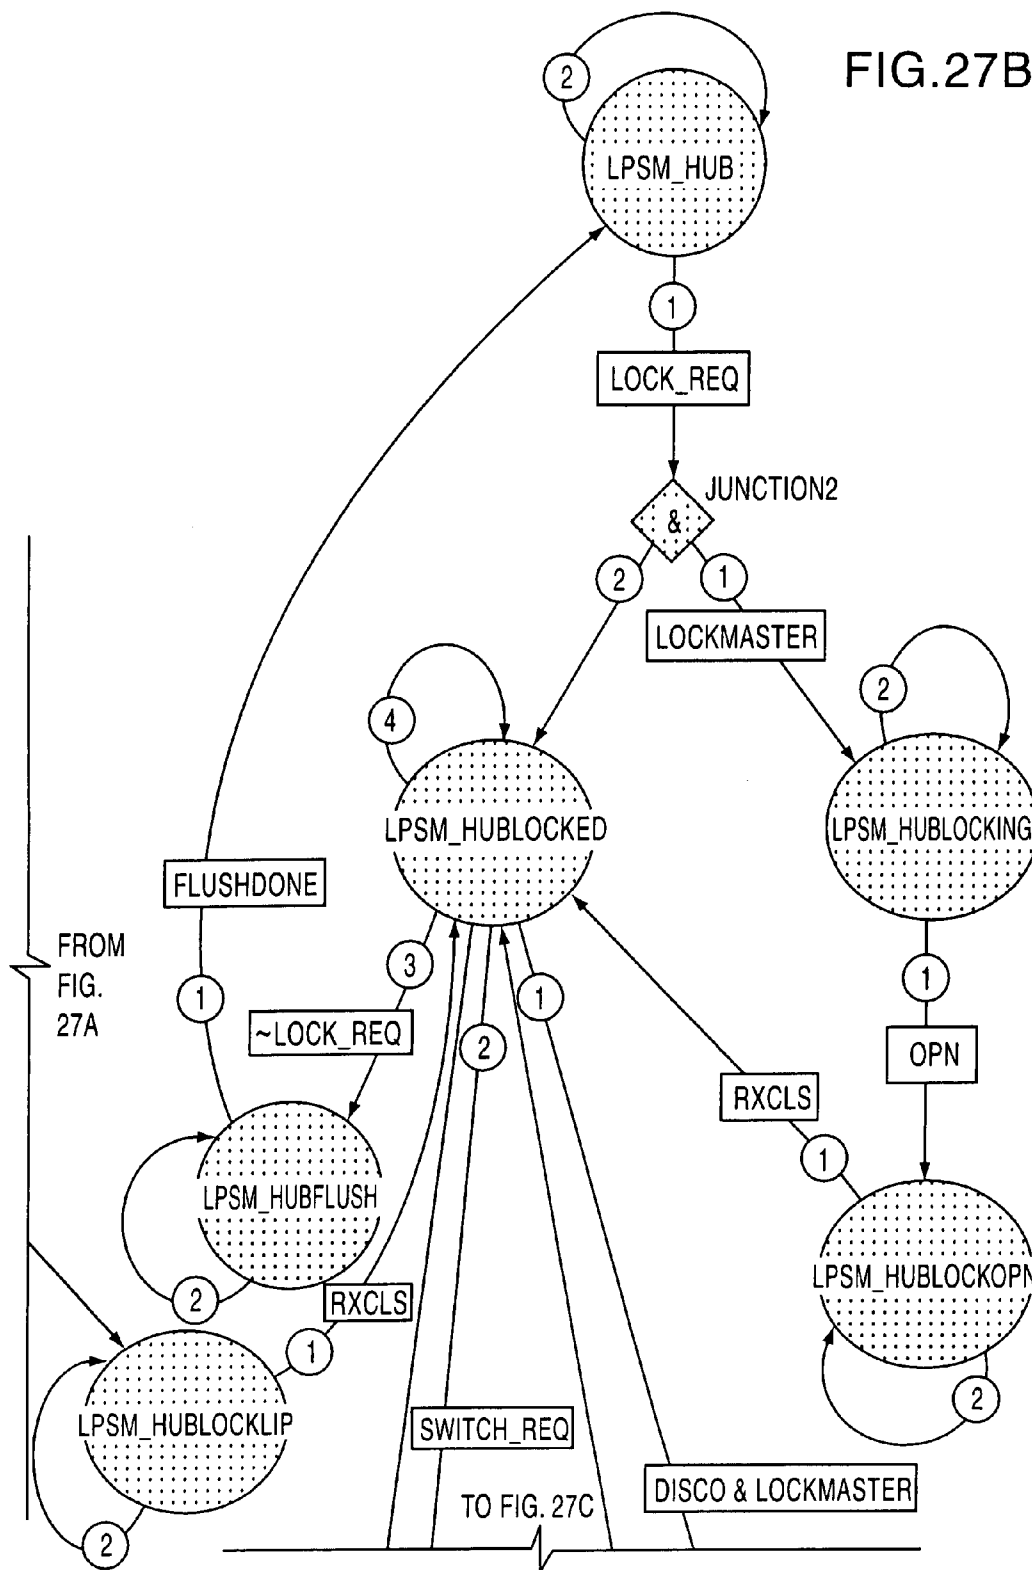 FIG.27B
2
LPSM_HUB
1
LOCK_REQ
JUNCTION2
&
2
1
LOCKMASTER
4
2
LPSM_HUBLOCKED
LPSM_HUBLOCKING
FLUSHDONE
FROM
FIG.
27A
3
1
1
1
~LOCK_REQ
2
OPN
RXCLS
1
LPSM_HUBFLUSH
LPSM_HUBLOCKOPN
2
RXCLS
1
2
LPSM_HUBLOCKLIP
SWITCH_REQ
DISCO & LOCKMASTER
TO FIG. 27C
2